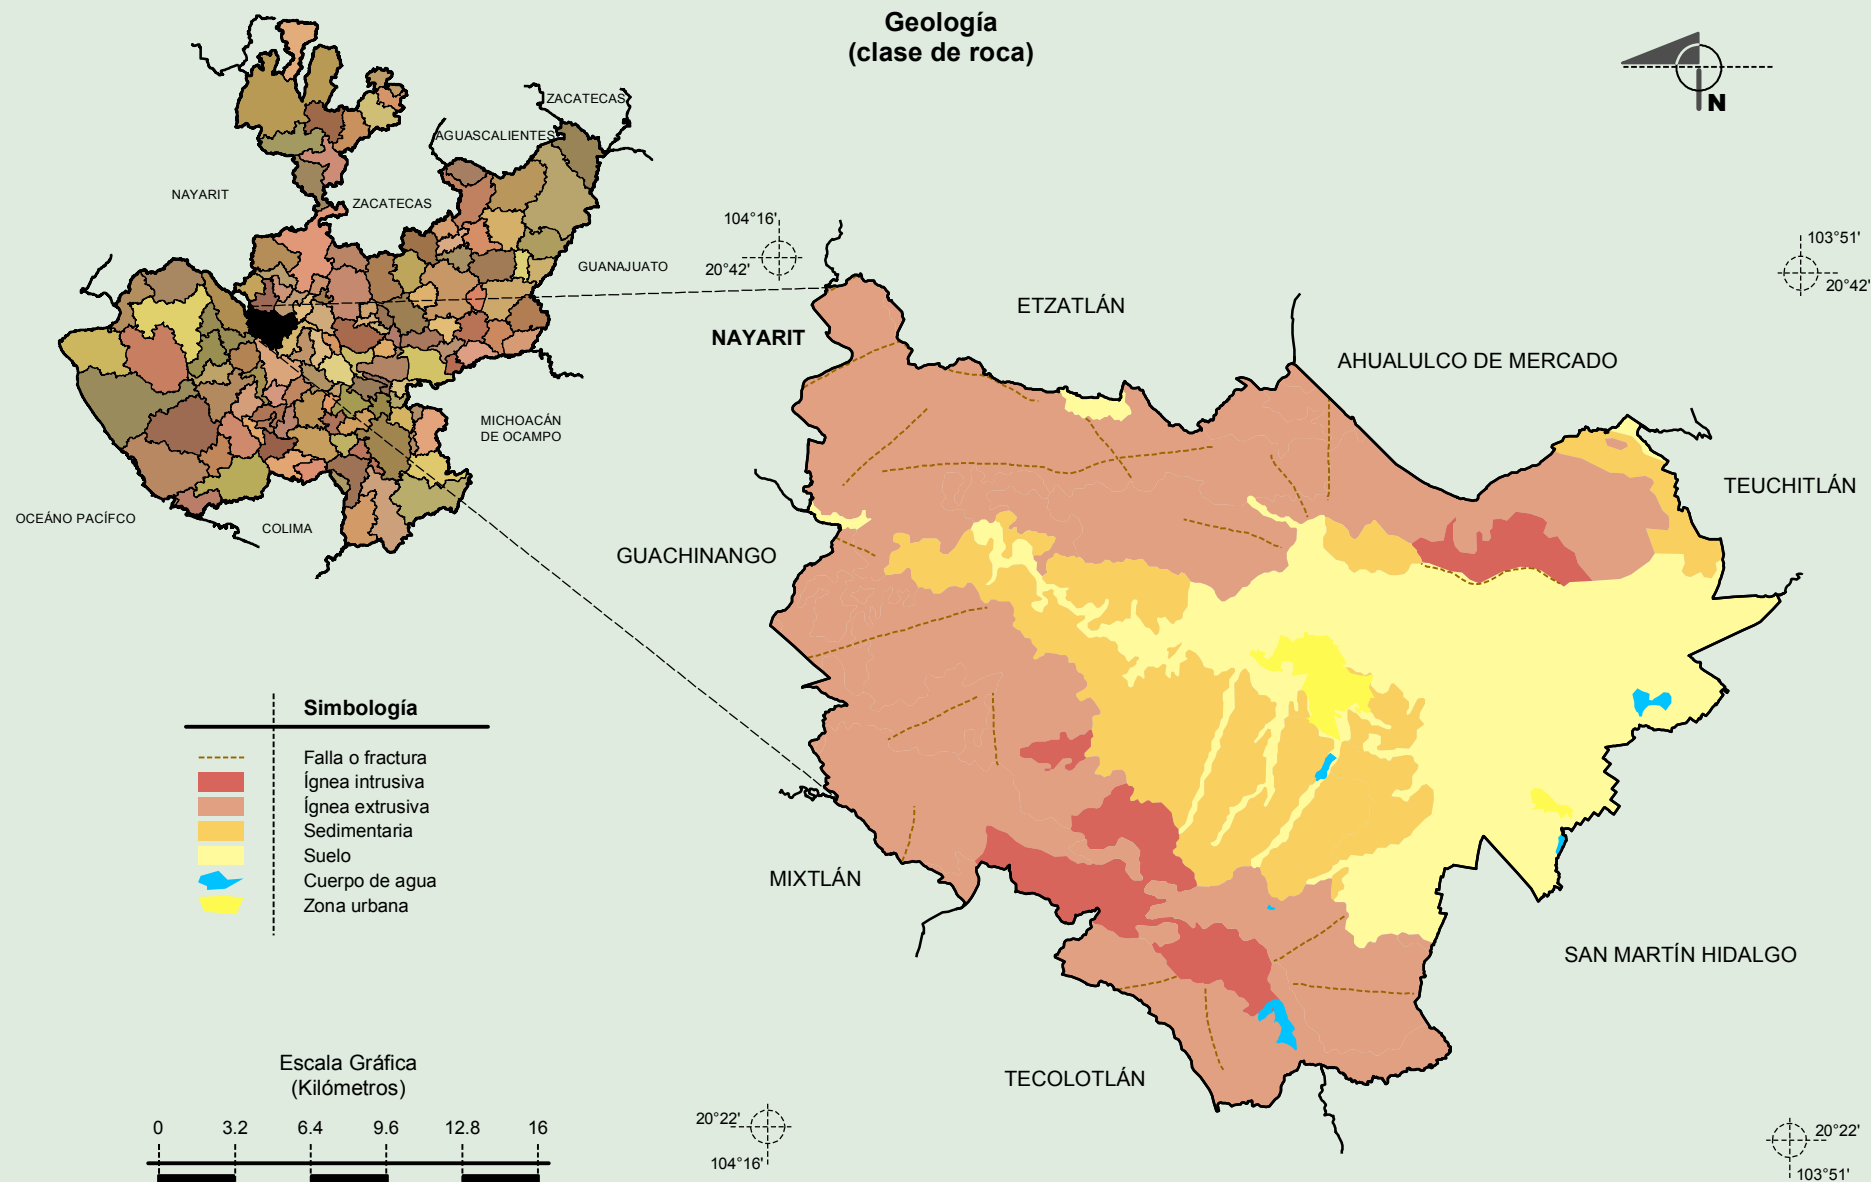 Geología
(clase de roca)
N
ZACATECAS
AGUASCALIENTES
NAYARIT
ZACATECAS
GUANAJUATO
MICHOACÁN
DE OCAMPO
OCEÁNO PACÍFCO
COLIMA
104°16'
20°42'
103°51'
20°42'
NAYARIT
ETZATLÁN
AHUALULCO DE MERCADO
TEUCHITLÁN
GUACHINANGO
MIXTLÁN
SAN MARTÍN HIDALGO
TECOLOTLÁN
Simbología
Falla o fractura
Ígnea intrusiva
Ígnea extrusiva
Sedimentaria
Suelo
Cuerpo de agua
Zona urbana
Escala Gráfica
(Kilómetros)
0 3.2 6.4 9.6 12.8 16
20°22'
104°16'
20°22'
103°51'